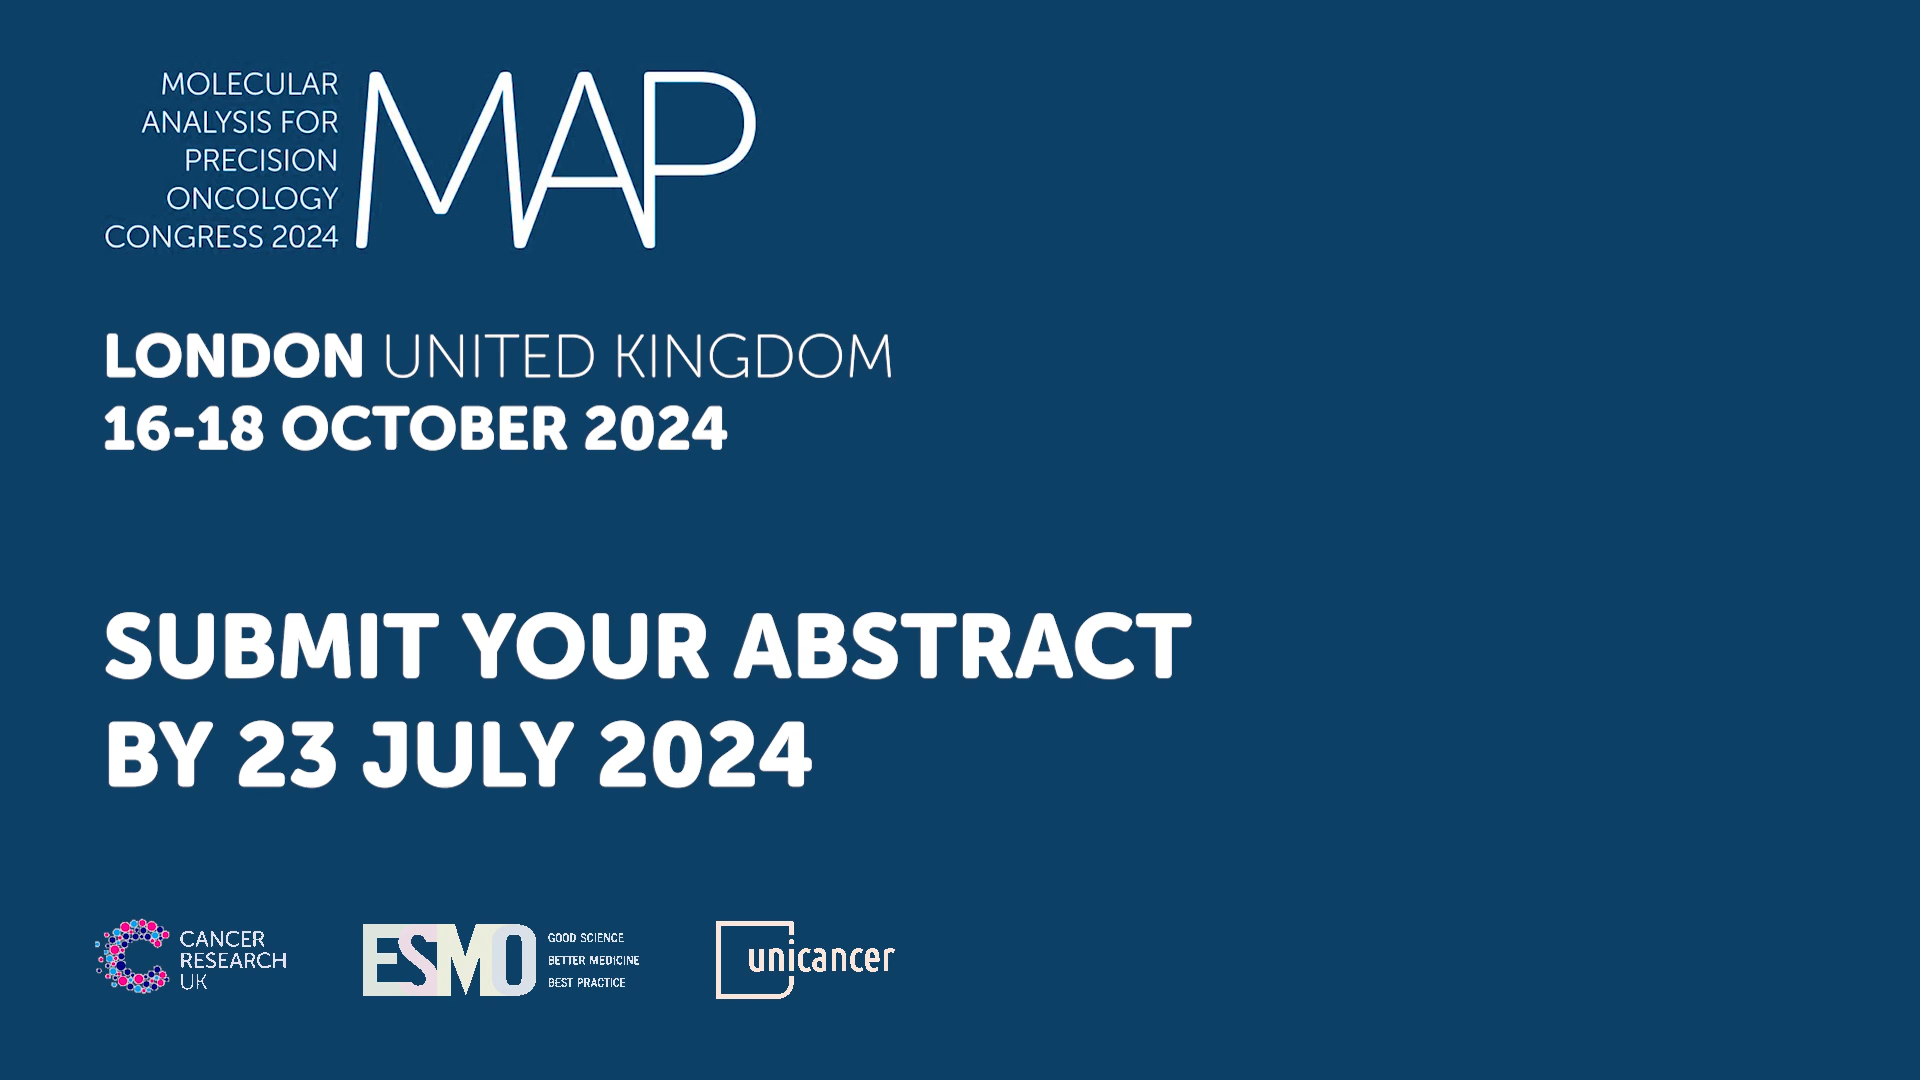 MOLECULAR
ANALYSIS FOR
PRECISION
ONCOLOGY
CONGRESS 2024
MAP
LONDON UNITED KINGDOM
16-18 OCTOBER 2024
SUBMIT YOUR ABSTRACT
BY 23 JULY 2024
CANCER
RESEARCH
UK
ESMO
GOOD SCIENCE
BETTER MEDICINE
BEST PRACTICE
unicancer